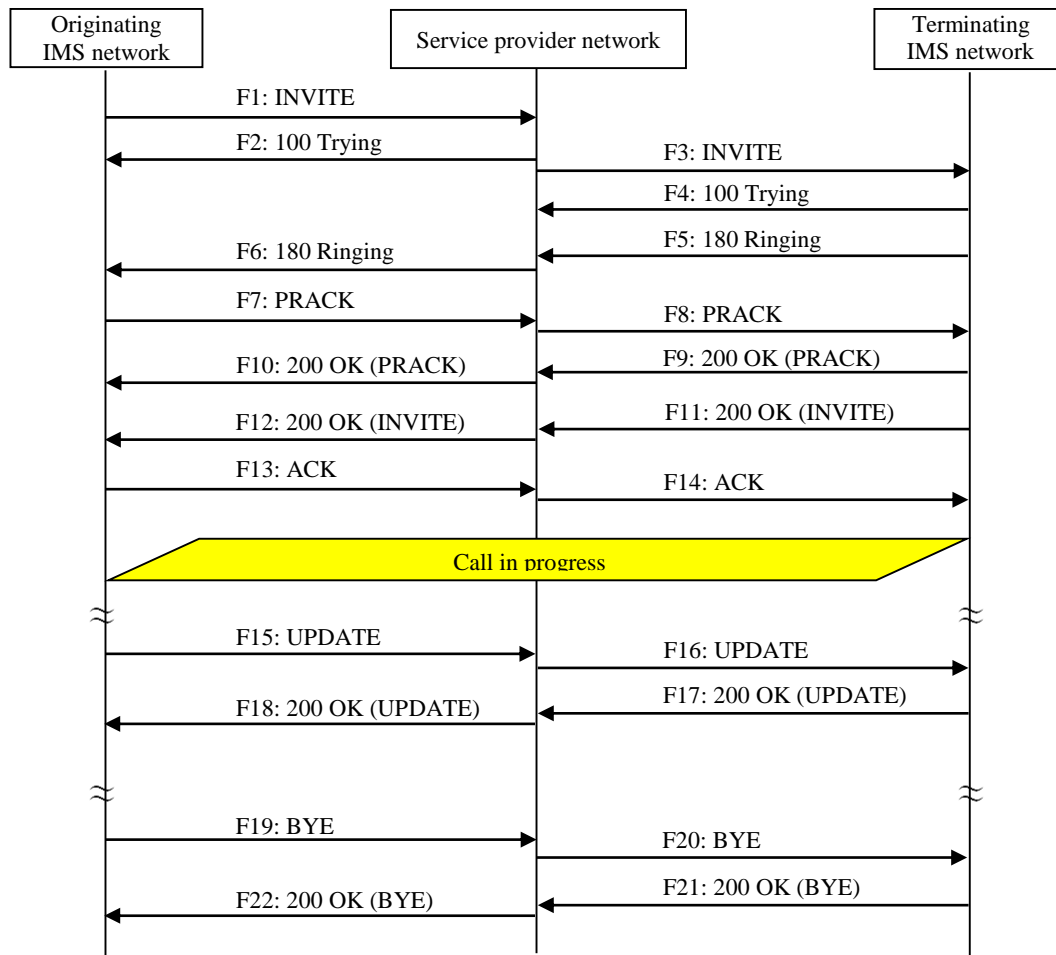 Originating
IMS network
Service provider network
Terminating
IMS network
F1: INVITE
F2: 100 Trying
F3: INVITE
F4: 100 Trying
F5: 180 Ringing
F6: 180 Ringing
F7: PRACK
F8: PRACK
F9: 200 OK (PRACK)
F10: 200 OK (PRACK)
F11: 200 OK (INVITE)
F12: 200 OK (INVITE)
F13: ACK
F14: ACK
Call in progress
F15: UPDATE
F16: UPDATE
F17: 200 OK (UPDATE)
F18: 200 OK (UPDATE)
F19: BYE
F20: BYE
F21: 200 OK (BYE)
F22: 200 OK (BYE)